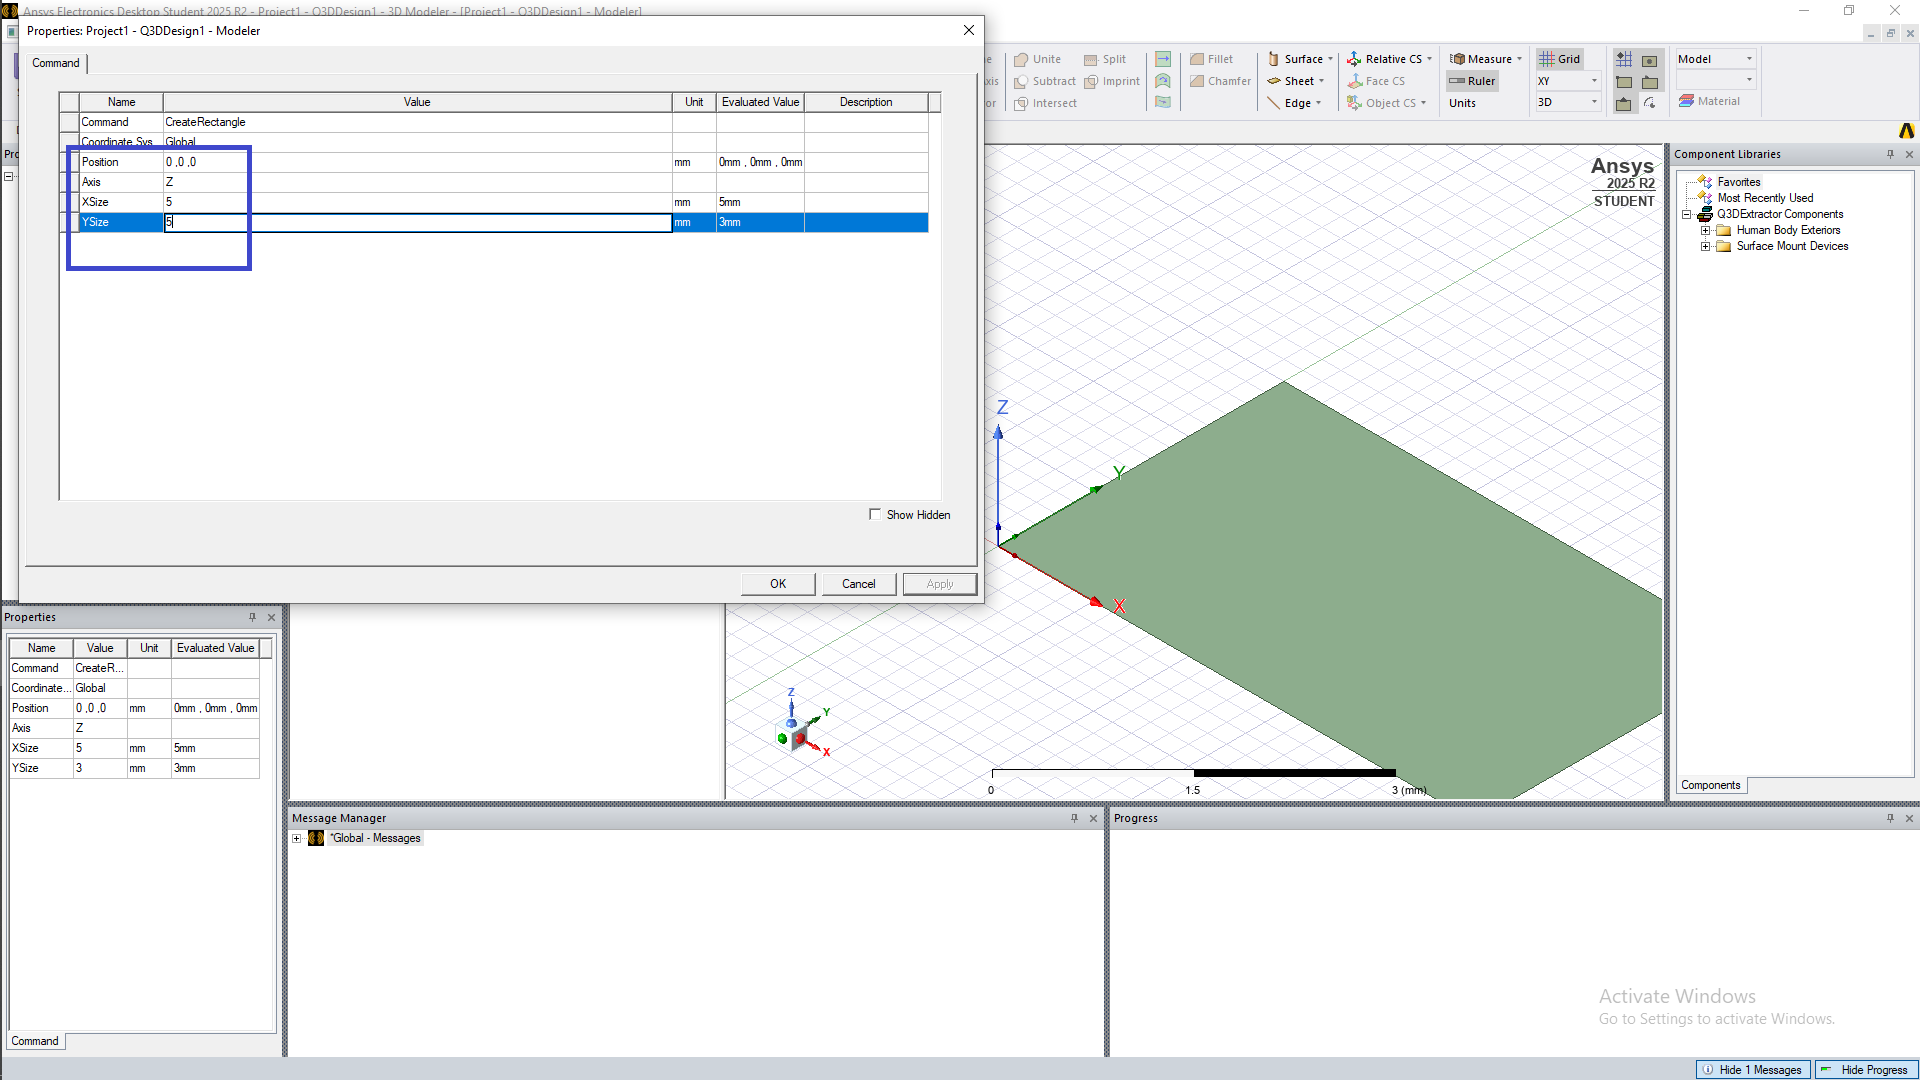 Ansys Electronics Desktop Student 2025 R2 - Project1 - Q3DDesign1 - 3D Modeler - [Project1 - Q3DDesign1 - Modeler]
Properties: Project1 - Q3DDesign1 - Modeler
Command
Name Value Unit Evaluated Value Description
Command CreateRectangle
Coordinate Sys... Global
Position 0 ,0 ,0 mm 0mm , 0mm , 0mm
Axis Z
XSize 5 mm 5mm
YSize 5 mm 3mm
Show Hidden
OK Cancel Apply
Unite Split Fillet Surface Relative CS Measure Grid Model
Subtract Imprint Chamfer Sheet Face CS Ruler XY
Intersect Edge Object CS Units 3D Material
Ansys
2025 R2
STUDENT
Z
Y
X
Z
Y
X
0 1.5 3 (mm)
Component Libraries
Favorites
Most Recently Used
Q3DExtractor Components
Human Body Exteriors
Surface Mount Devices
Components
Properties
Name Value Unit Evaluated Value
Command CreateR...
Coordinate... Global
Position 0 ,0 ,0 mm 0mm , 0mm , 0mm
Axis Z
XSize 5 mm 5mm
YSize 3 mm 3mm
Command
Message Manager
*Global - Messages
Progress
Activate Windows
Go to Settings to activate Windows.
Hide 1 Messages Hide Progress